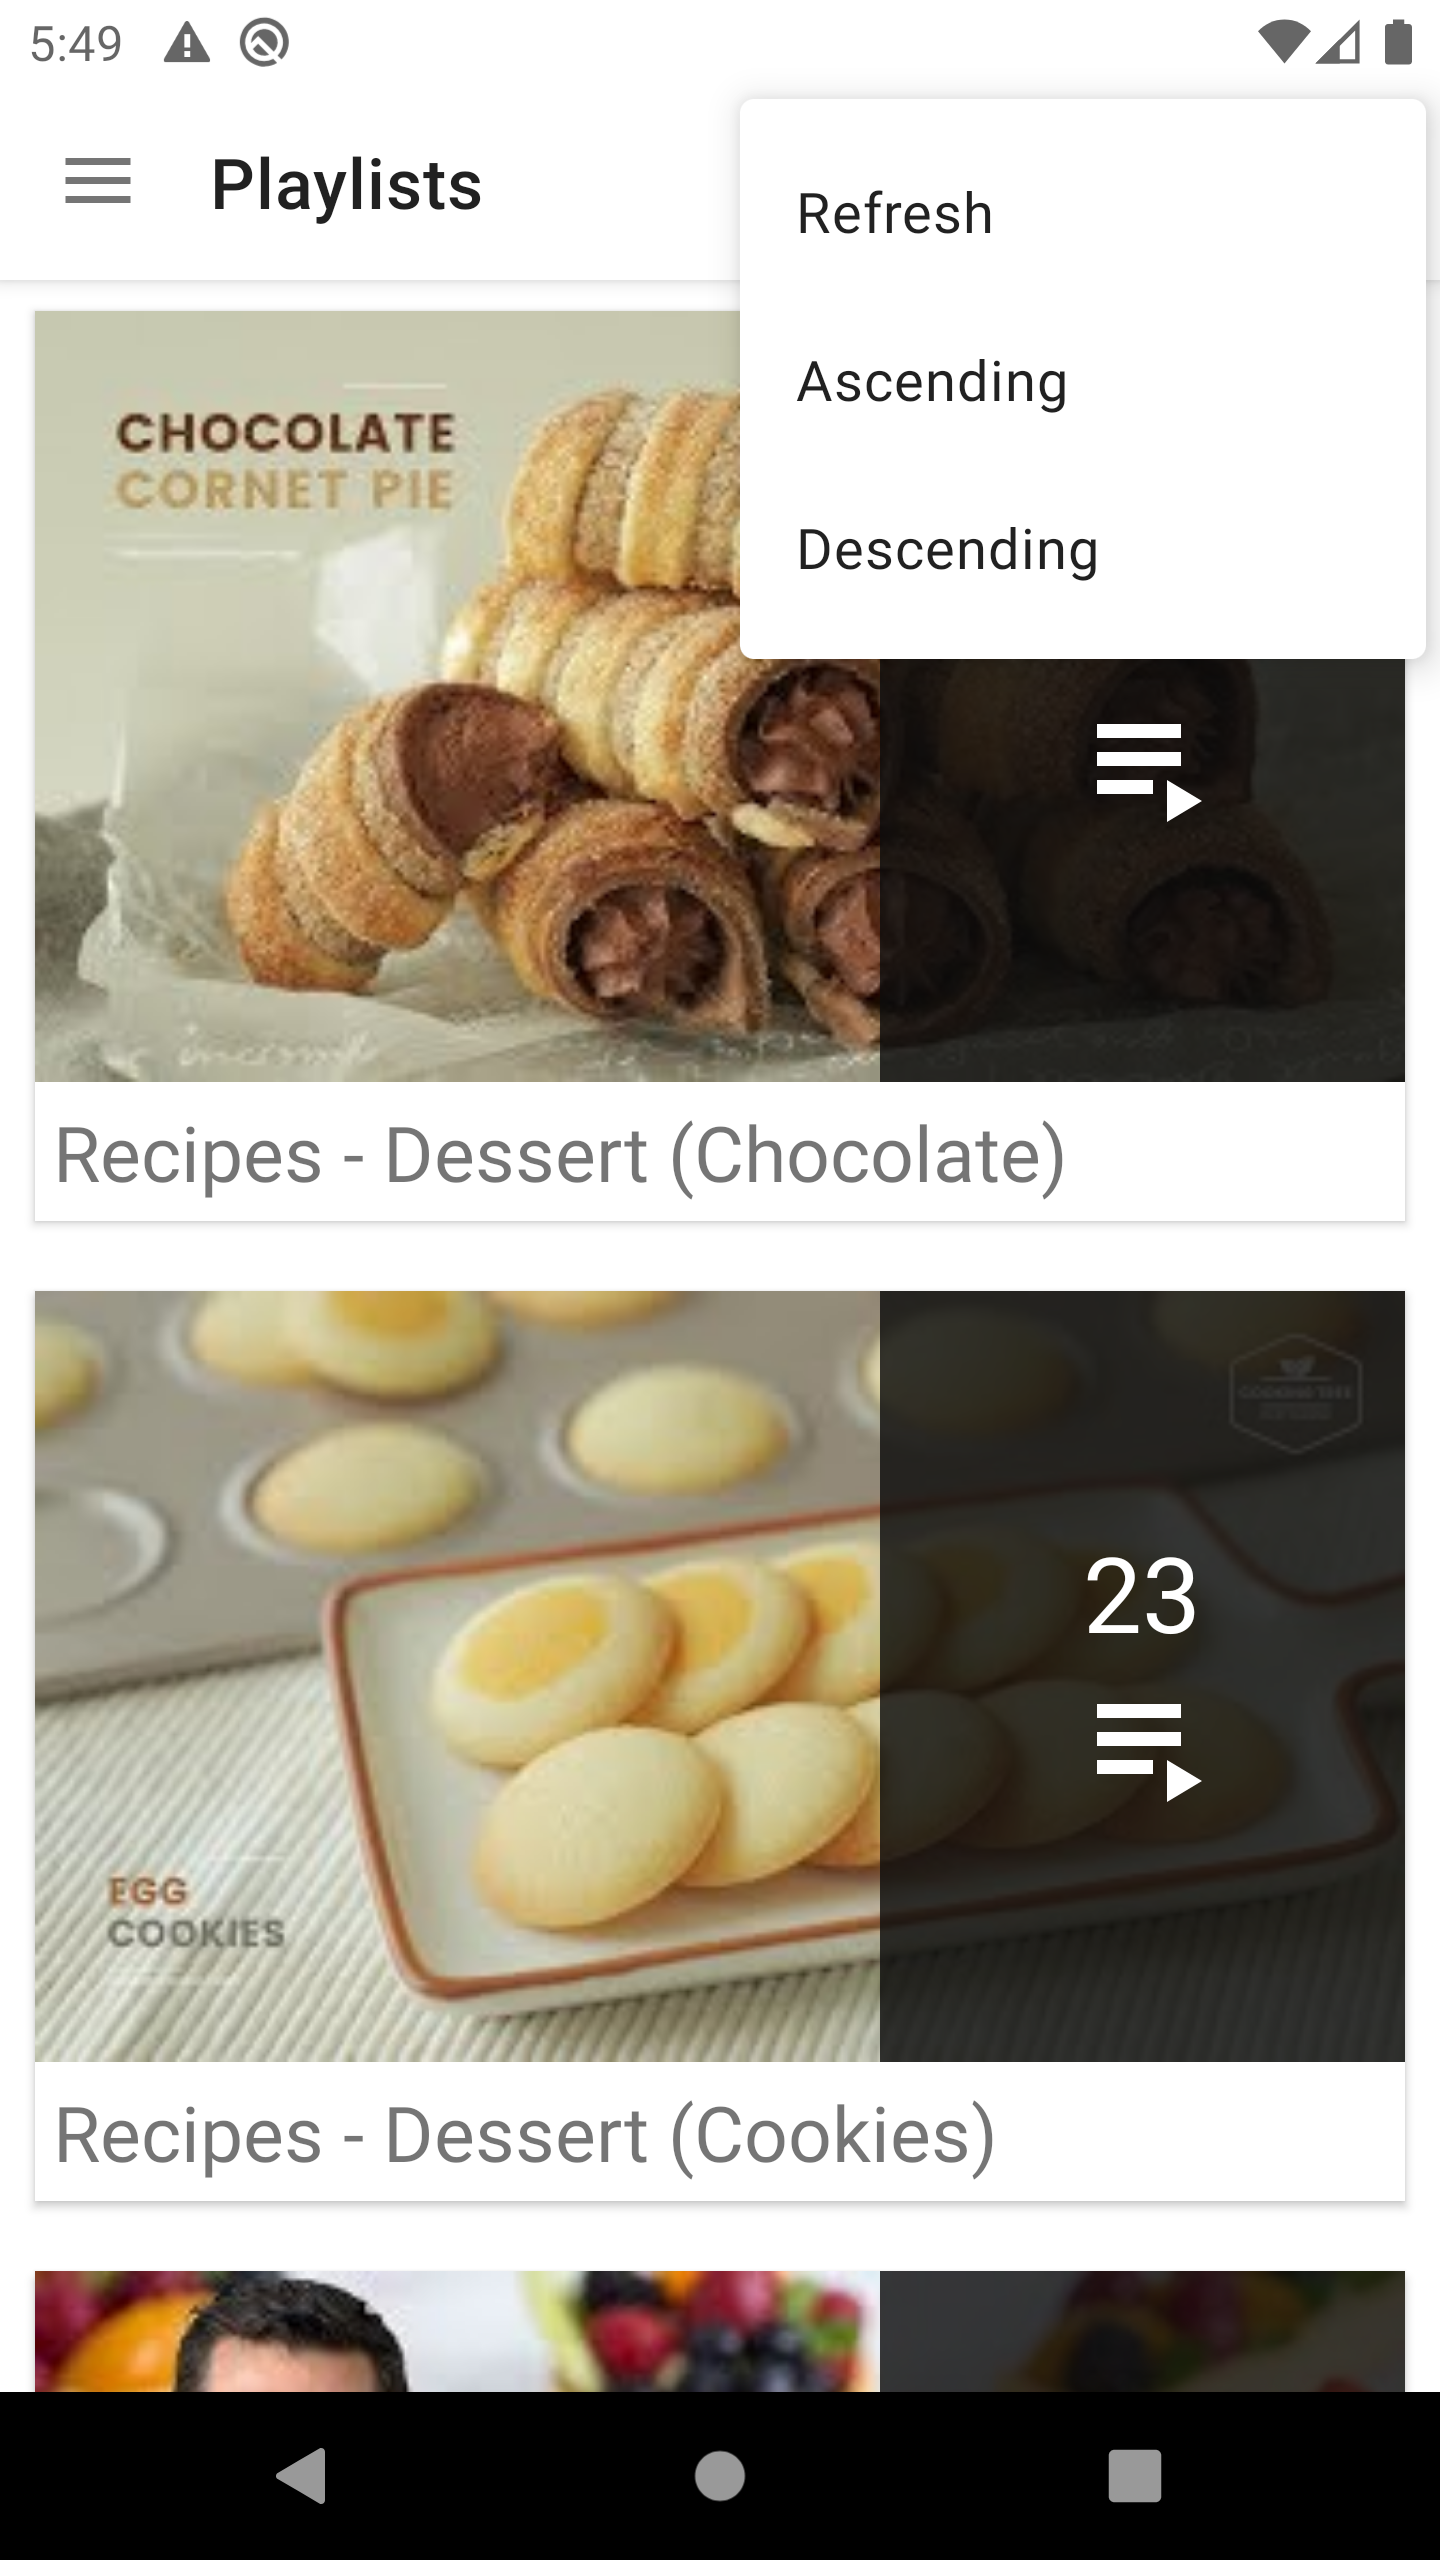 5:49
Playlists
Refresh
Ascending
Descending
CHOCOLATE
CORNET PIE
Recipes - Dessert (Chocolate)
23
EGG
COOKIES
Recipes - Dessert (Cookies)